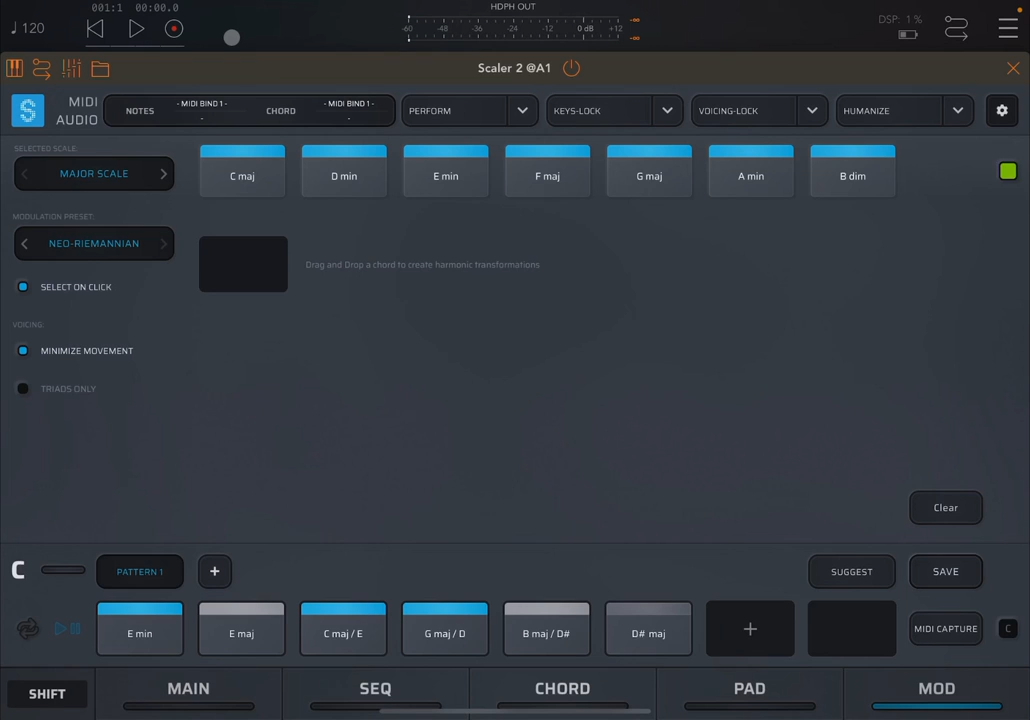 001:1 00:00.0 HDPH OUT
♩ 120 -60 -48 -36 -24 -12 0 dB +12 -∞ -∞ DSP: 1 %
Scaler 2 @A1
S MIDI AUDIO NOTES - MIDI BIND 1 - - CHORD - MIDI BIND 1 - - PERFORM KEYS-LOCK VOICING-LOCK HUMANIZE
SELECTED SCALE:
MAJOR SCALE
C maj D min E min F maj G maj A min B dim
MODULATION PRESET:
NEO-RIEMANNIAN
Drag and Drop a chord to create harmonic transformations
SELECT ON CLICK
VOICING:
MINIMIZE MOVEMENT
TRIADS ONLY
Clear
C PATTERN 1 + SUGGEST SAVE
E min E maj C maj / E G maj / D B maj / D# D# maj + MIDI CAPTURE C
SHIFT MAIN SEQ CHORD PAD MOD